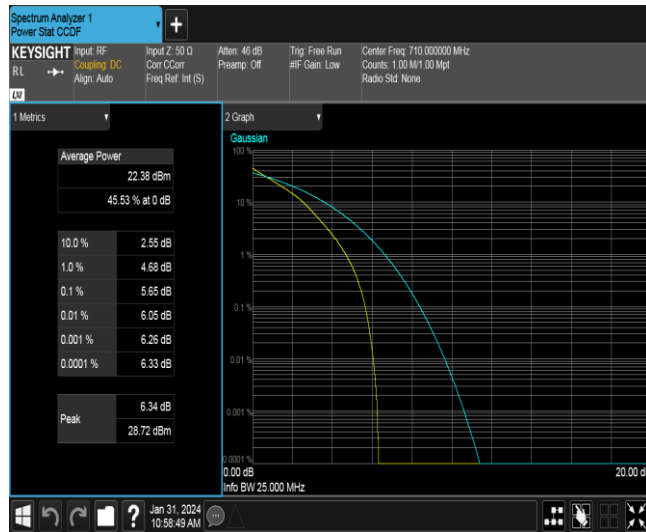 Spectrum Analyzer 1
Power Stat CCDF
+
KEYSIGHT
RL
LXI
Input: RF
Coupling: DC
Align: Auto
Input Z: 50 Ω
Corr CCorr
Freq Ref: Int (S)
Atten: 46 dB
Preamp: Off
Trig: Free Run
#IF Gain: Low
Center Freq: 710.000000 MHz
Counts: 1.00 M/1.00 Mpt
Radio Std: None
1 Metrics
Average Power
22.38 dBm
45.53 % at 0 dB
10.0 % 2.55 dB
1.0 % 4.68 dB
0.1 % 5.65 dB
0.01 % 6.05 dB
0.001 % 6.26 dB
0.0001 % 6.33 dB
Peak
6.34 dB
28.72 dBm
2 Graph
Gaussian
100 %
10 %
1 %
0.1 %
0.01 %
0.001 %
0.0001 %
0.00 dB
20.00 d
Info BW 25.000 MHz
?
Jan 31, 2024
10:58:49 AM